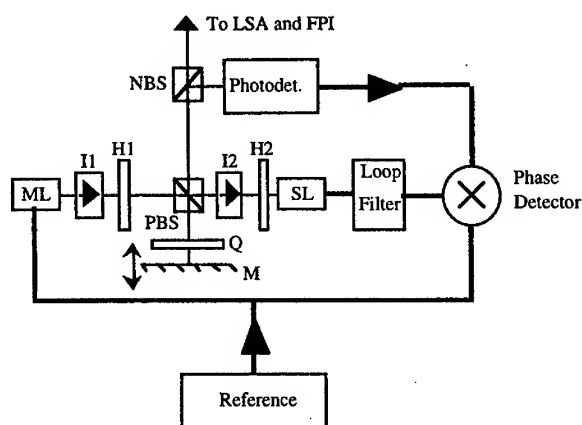 To LSA and FPI
NBS
Photodet.
I1
H1
I2
H2
ML
PBS
SL
Loop
Filter
Phase
Detector
Q
M
Reference